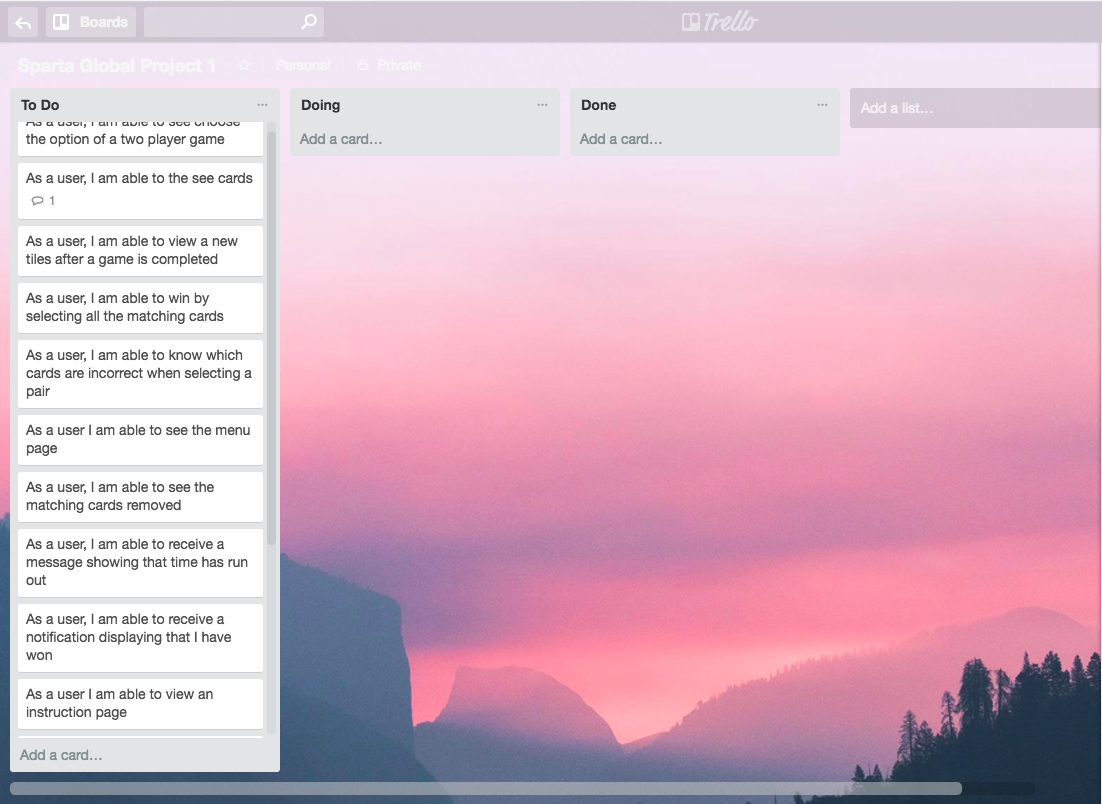 Boards
Trello
Sparta Global Project 1
Personal
Private
To Do
As a user, I am able to see choose
the option of a two player game
As a user, I am able to the see cards
1
As a user, I am able to view a new
tiles after a game is completed
As a user, I am able to win by
selecting all the matching cards
As a user, I am able to know which
cards are incorrect when selecting a
pair
As a user I am able to see the menu
page
As a user, I am able to see the
matching cards removed
As a user, I am able to receive a
message showing that time has run
out
As a user, I am able to receive a
notification displaying that I have
won
As a user I am able to view an
instruction page
Add a card...
Doing
Add a card...
Done
Add a card...
Add a list...